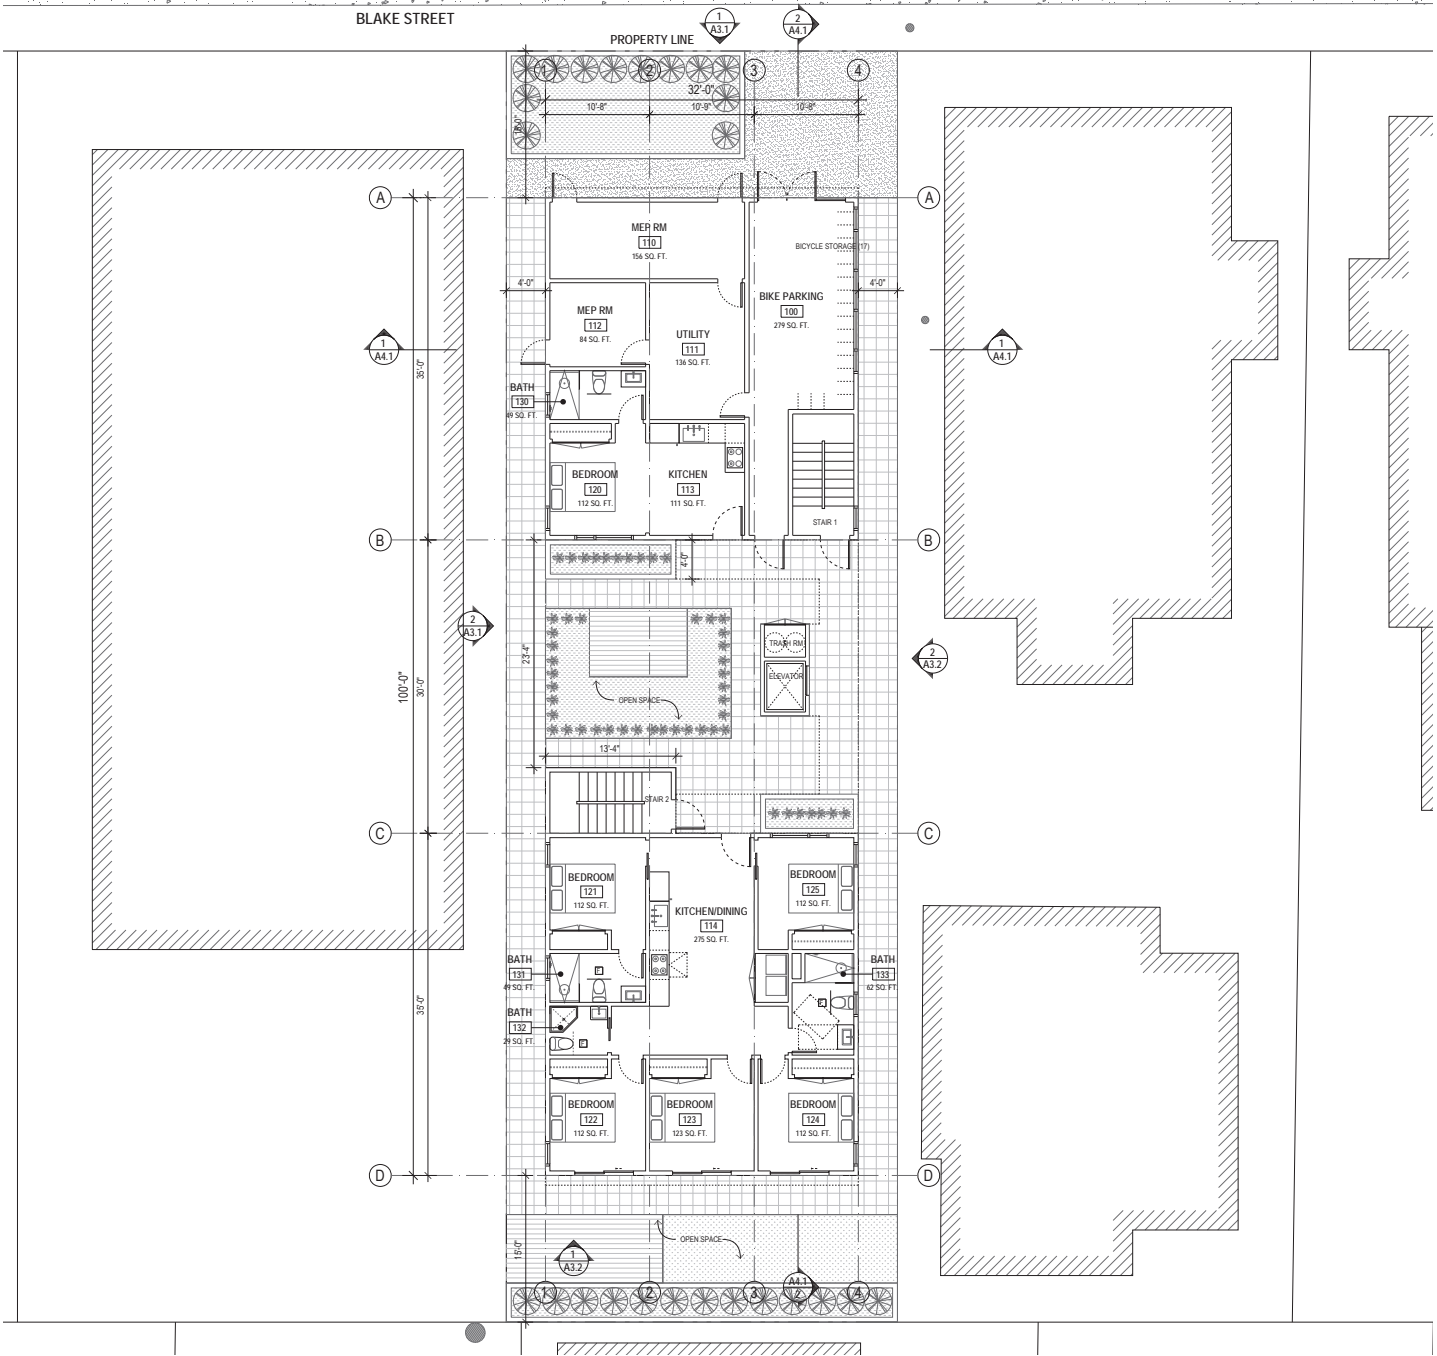 BLAKE STREET
1
A3.1
2
A4.1
PROPERTY LINE
1
2
3
4
32'-0"
10'-8"
10'-9"
10'-8"
A
A
MEP RM
110
156 SQ. FT.
BICYCLE STORAGE (17)
4'-0"
4'-0"
BIKE PARKING
100
279 SQ. FT.
MEP RM
112
84 SQ. FT.
UTILITY
111
136 SQ. FT.
1
A4.1
1
A4.1
35'-0"
BATH
130
49 SQ. FT.
BEDROOM
120
112 SQ. FT.
KITCHEN
113
111 SQ. FT.
STAIR 1
B
B
4'-0"
2
A3.1
TRASH RM
2
A3.2
23'-4"
ELEVATOR
100'-0"
30'-0"
OPEN SPACE
13'-4"
STAIR 2
C
C
BEDROOM
121
112 SQ. FT.
BEDROOM
125
112 SQ. FT.
KITCHEN/DINING
114
275 SQ. FT.
BATH
131
49 SQ. FT.
BATH
133
62 SQ. FT.
35'-0"
BATH
132
29 SQ. FT.
F
F
F
BEDROOM
122
112 SQ. FT.
BEDROOM
123
123 SQ. FT.
BEDROOM
124
112 SQ. FT.
D
D
OPEN SPACE
15'-0"
1
A3.2
A4.1
2
1
2
3
4